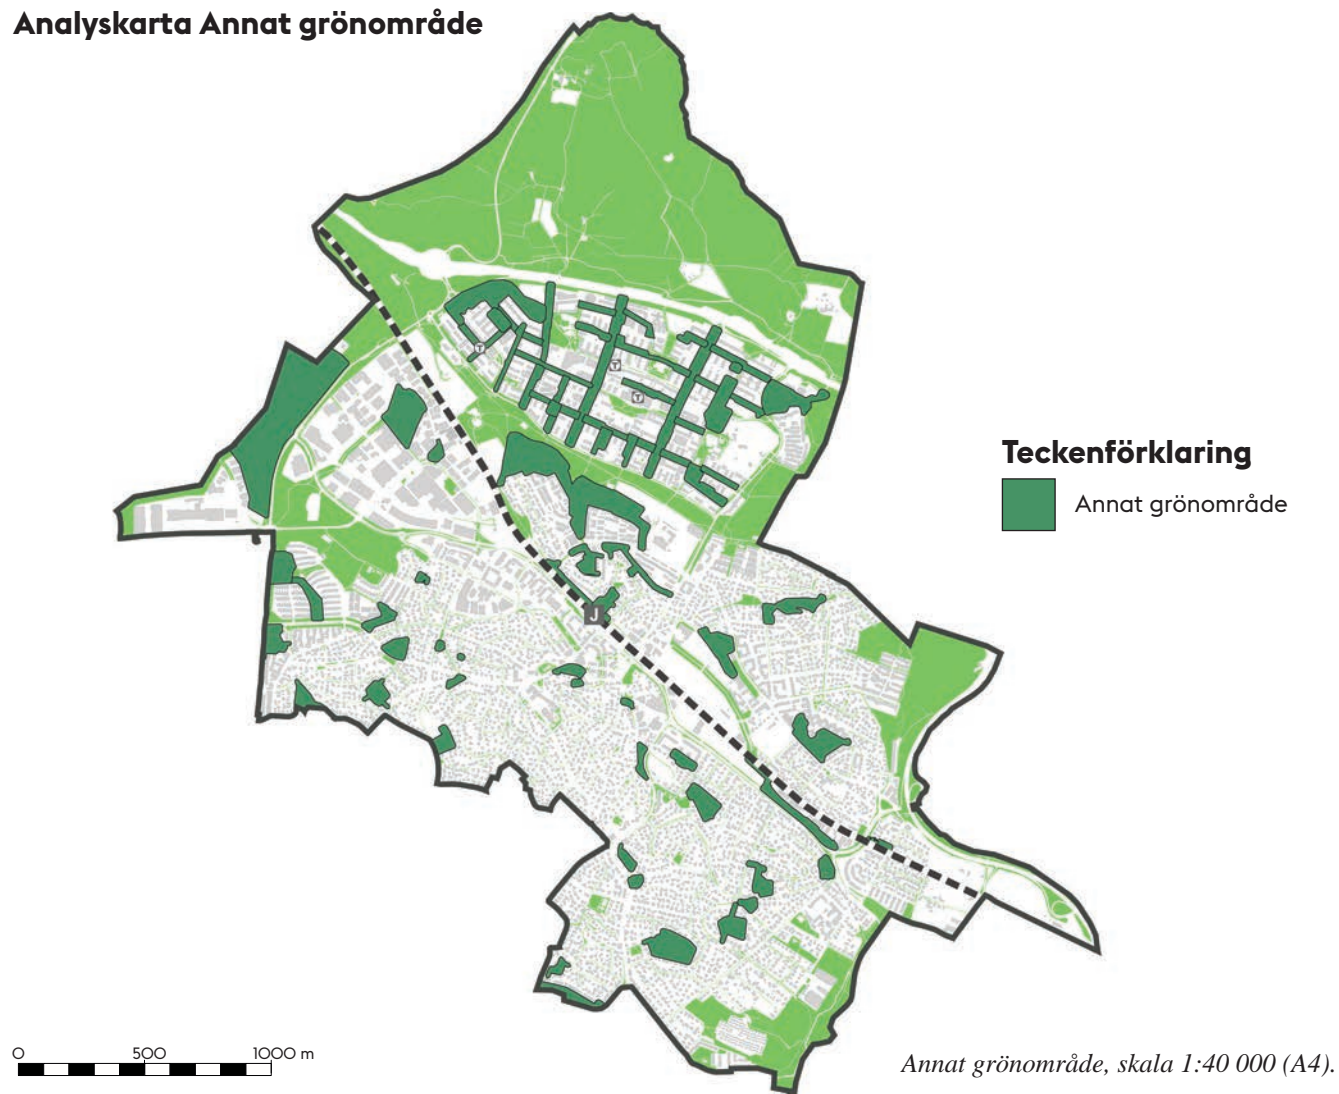 Analyskarta Annat grönområde
T
T
T
Teckenförklaring
Annat grönområde
J
0 500 1000 m
Annat grönområde, skala 1:40 000 (A4).